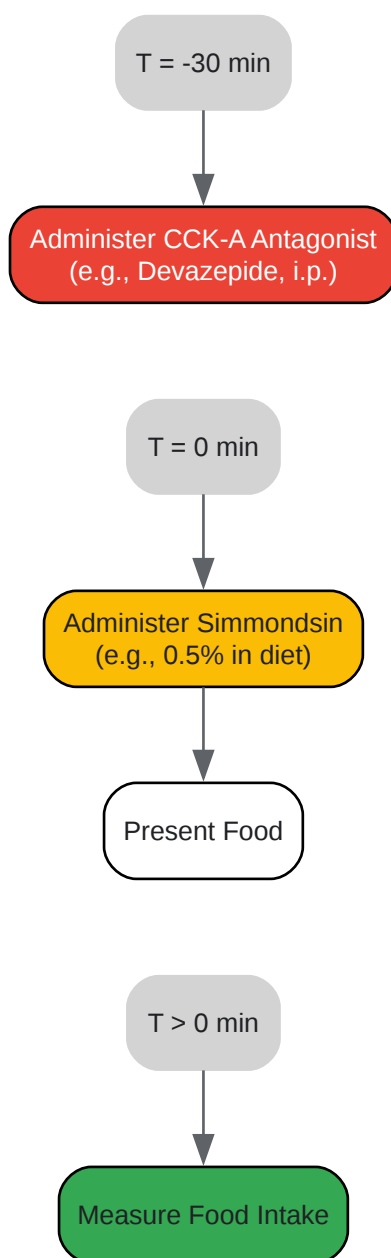 T = -30 min
Administer CCK-A Antagonist
(e.g., Devazepide, i.p.)
T = 0 min
Administer Simmondsin
(e.g., 0.5% in diet)
Present Food
T > 0 min
Measure Food Intake